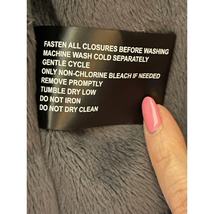 FASTEN ALL CLOSURES BEFORE WASHING
MACHINE WASH COLD SEPARATELY
GENTLE CYCLE
ONLY NON-CHLORINE BLEACH IF NEEDED
REMOVE PROMPTLY
TUMBLE DRY LOW
DO NOT IRON
DO NOT DRY CLEAN